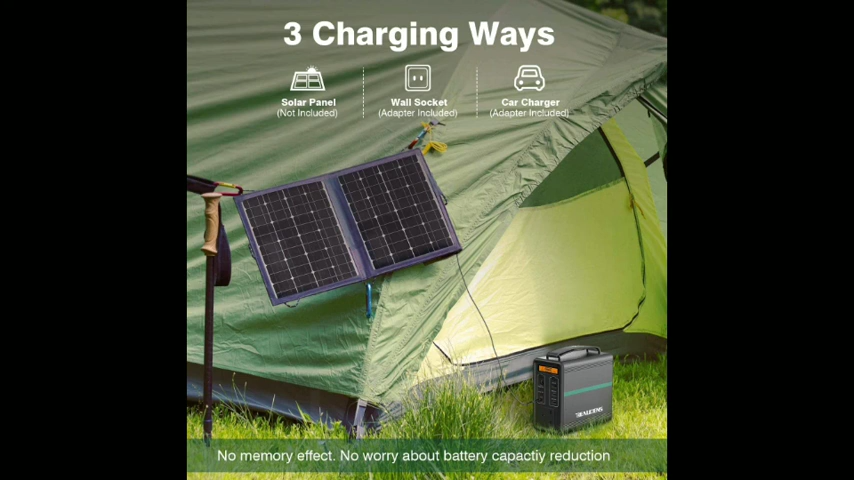 3 Charging Ways
Solar Panel
(Not Included)
Wall Socket
(Adapter Included)
Car Charger
(Adapter Included)
BEAUDENS
No memory effect. No worry about battery capactiy reduction